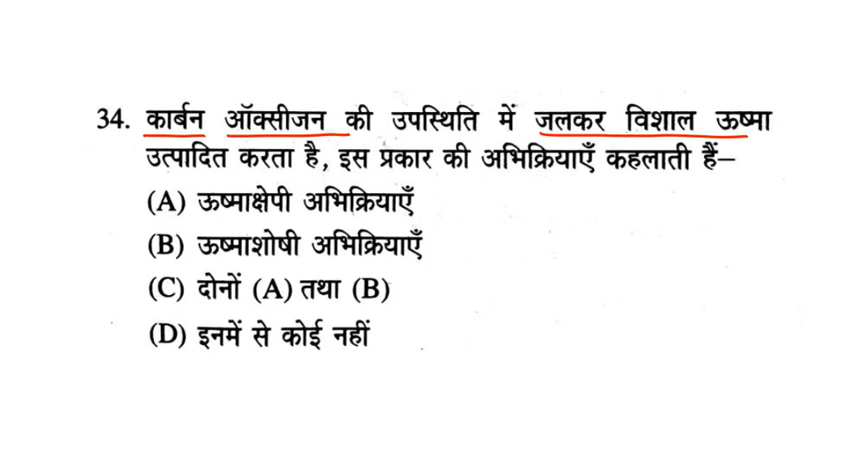 34. कार्बन ऑक्सीजन की उपस्थिति में जलकर विशाल ऊष्मा
उत्पादित करता है, इस प्रकार की अभिक्रियाएँ कहलाती हैं–
(A) ऊष्माक्षेपी अभिक्रियाएँ
(B) ऊष्माशोषी अभिक्रियाएँ
(C) दोनों (A) तथा (B)
(D) इनमें से कोई नहीं